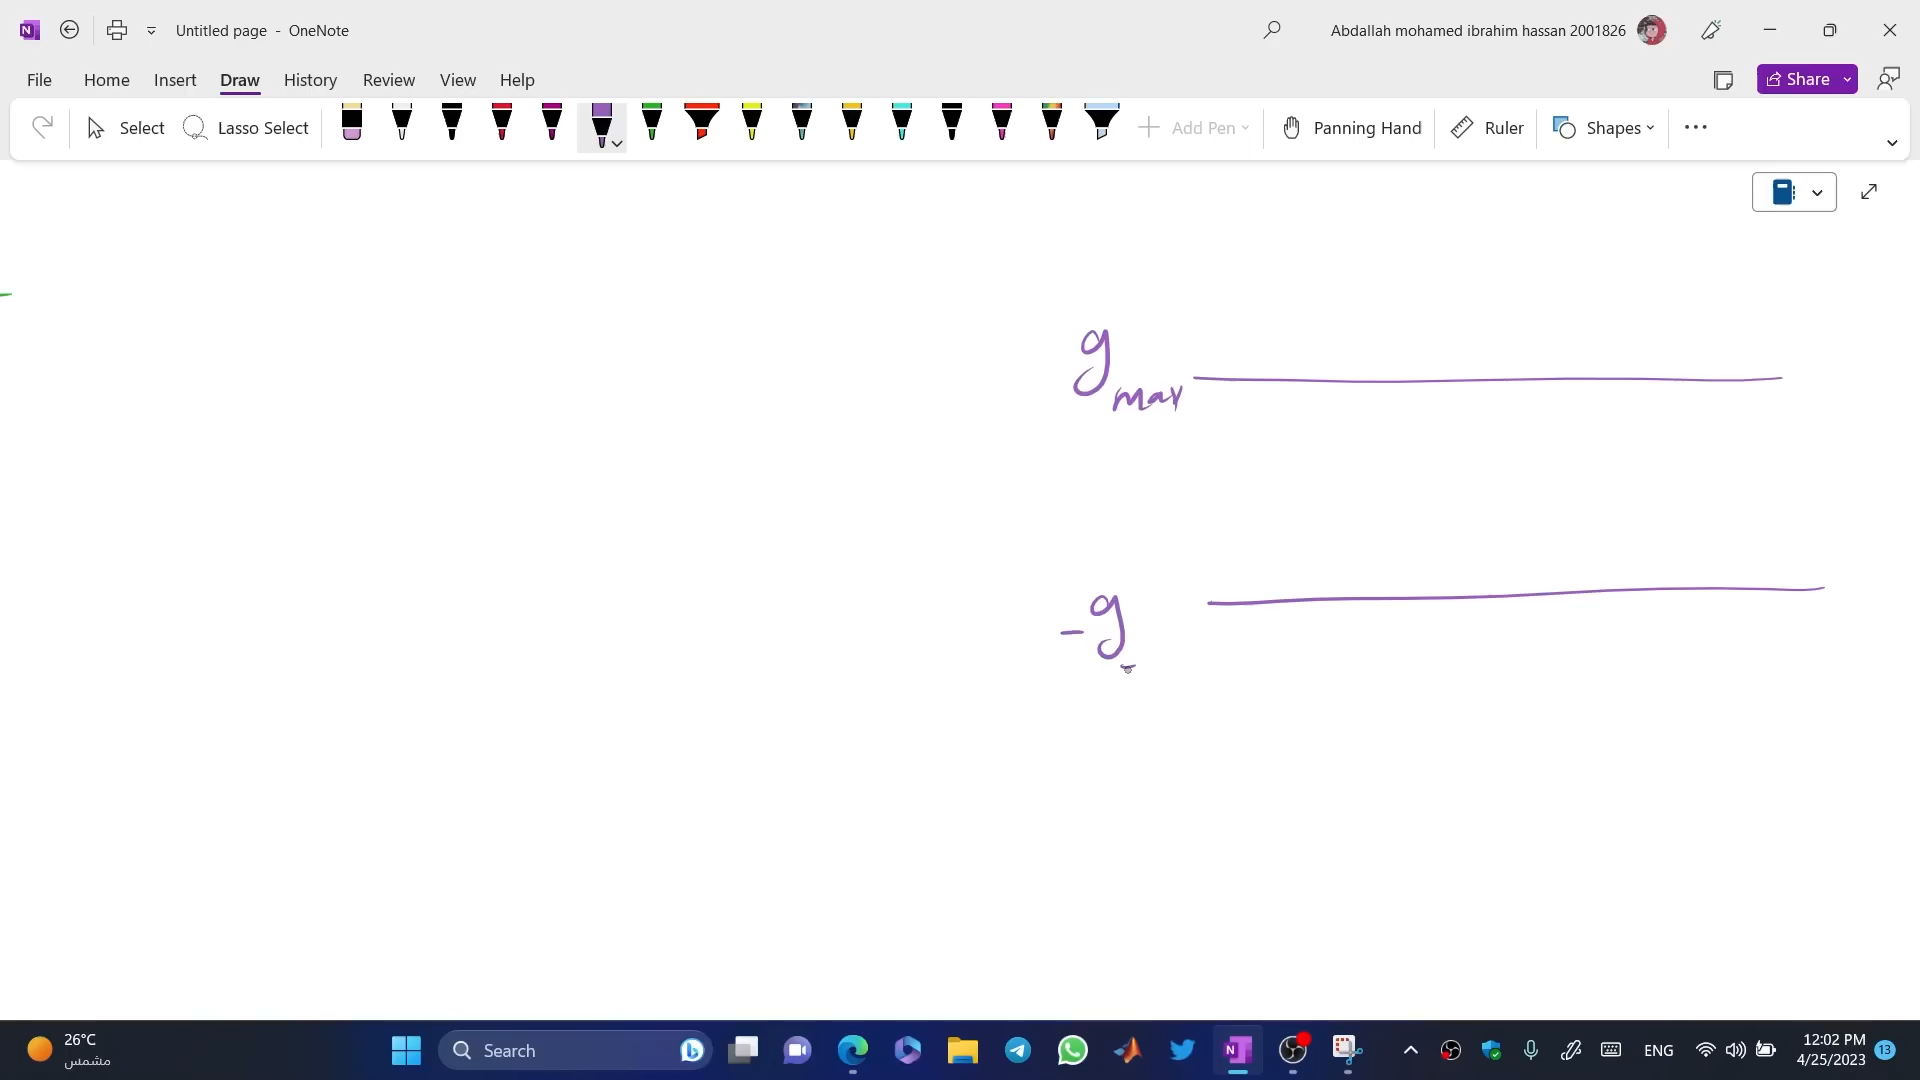 Untitled page - OneNote
Abdallah mohamed ibrahim hassan 2001826
File Home Insert Draw History Review View Help
Share
Select Lasso Select Add Pen Panning Hand Ruler Shapes
g max
-g
26°C
مشمس
Search
ENG
12:02 PM
4/25/2023
13